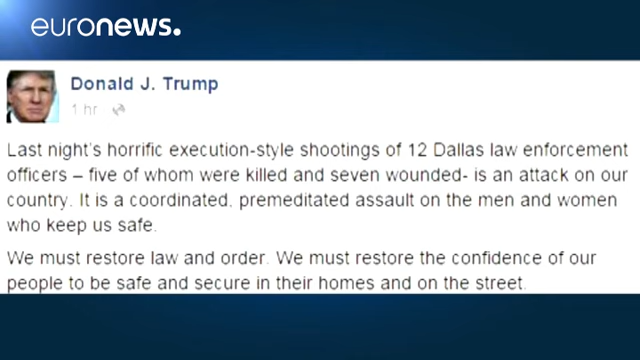 euronews.
Donald J. Trump
1 hr
Last night's horrific execution-style shootings of 12 Dallas law enforcement
officers – five of whom were killed and seven wounded- is an attack on our
country. It is a coordinated, premeditated assault on the men and women
who keep us safe.
We must restore law and order. We must restore the confidence of our
people to be safe and secure in their homes and on the street.